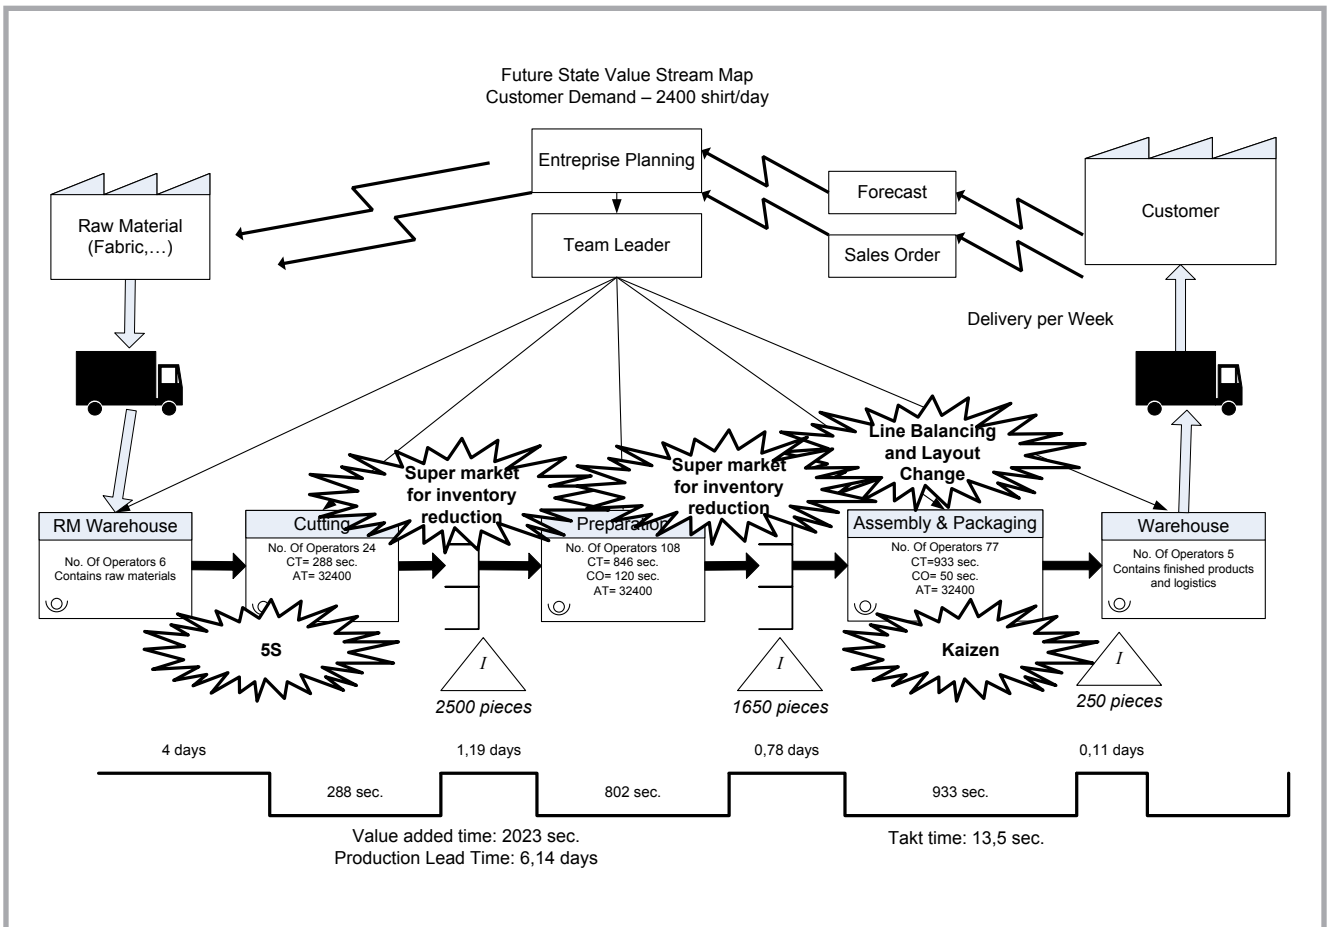 Future State Value Stream Map
Customer Demand – 2400 shirt/day
Entreprise Planning
Forecast
Customer
Raw Material
(Fabric,…)
Team Leader
Sales Order
Delivery per Week
Line Balancing
and Layout
Change
Super market
for inventory
reduction
Super market
for inventory
reduction
RM Warehouse
No. Of Operators 6
Contains raw materials
Cutting
No. Of Operators 24
CT= 288 sec.
AT= 32400
Preparation
No. Of Operators 108
CT= 846 sec.
CO= 120 sec.
AT= 32400
Assembly & Packaging
No. Of Operators 77
CT=933 sec.
CO= 50 sec.
AT= 32400
Warehouse
No. Of Operators 5
Contains finished products
and logistics
5S
Kaizen
I
2500 pieces
I
1650 pieces
I
250 pieces
4 days
1,19 days
0,78 days
0,11 days
288 sec.
802 sec.
933 sec.
Value added time: 2023 sec.
Production Lead Time: 6,14 days
Takt time: 13,5 sec.